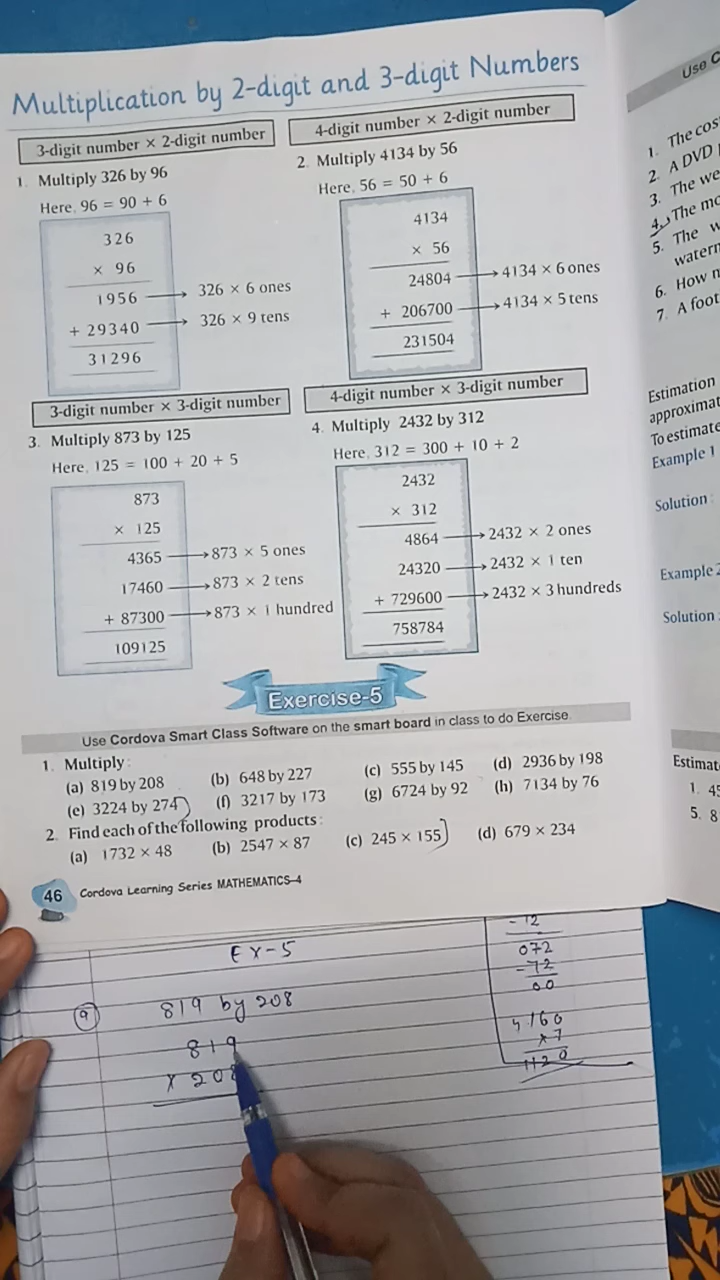 Multiplication by 2-digit and 3-digit Numbers
3-digit number × 2-digit number
1. Multiply 326 by 96
Here, 96 = 90 + 6
326
× 96
1956 → 326 × 6 ones
+ 29340 → 326 × 9 tens
31296
4-digit number × 2-digit number
2. Multiply 4134 by 56
Here, 56 = 50 + 6
4134
× 56
24804 → 4134 × 6 ones
+ 206700 → 4134 × 5 tens
231504
3-digit number × 3-digit number
3. Multiply 873 by 125
Here, 125 = 100 + 20 + 5
873
× 125
4365 → 873 × 5 ones
17460 → 873 × 2 tens
+ 87300 → 873 × 1 hundred
109125
4-digit number × 3-digit number
4. Multiply 2432 by 312
Here, 312 = 300 + 10 + 2
2432
× 312
4864 → 2432 × 2 ones
24320 → 2432 × 1 ten
+ 729600 → 2432 × 3 hundreds
758784
Exercise-5
Use Cordova Smart Class Software on the smart board in class to do Exercise.
1. Multiply:
(a) 819 by 208 (b) 648 by 227 (c) 555 by 145 (d) 2936 by 198
(e) 3224 by 274 (f) 3217 by 173 (g) 6724 by 92 (h) 7134 by 76
2. Find each of the following products:
(a) 1732 × 48 (b) 2547 × 87 (c) 245 × 155 (d) 679 × 234
46 Cordova Learning Series MATHEMATICS-4
Use
1. The
2. A DVD
3. The
4. The
5. The
6. How
7. A
Estimation
To estimate
Example 1
Solution
Example 2
Solution :
1.
5. 8
EX-5
819 by 208
819
× 208
- 12
072
- 72
00
× 7
1120